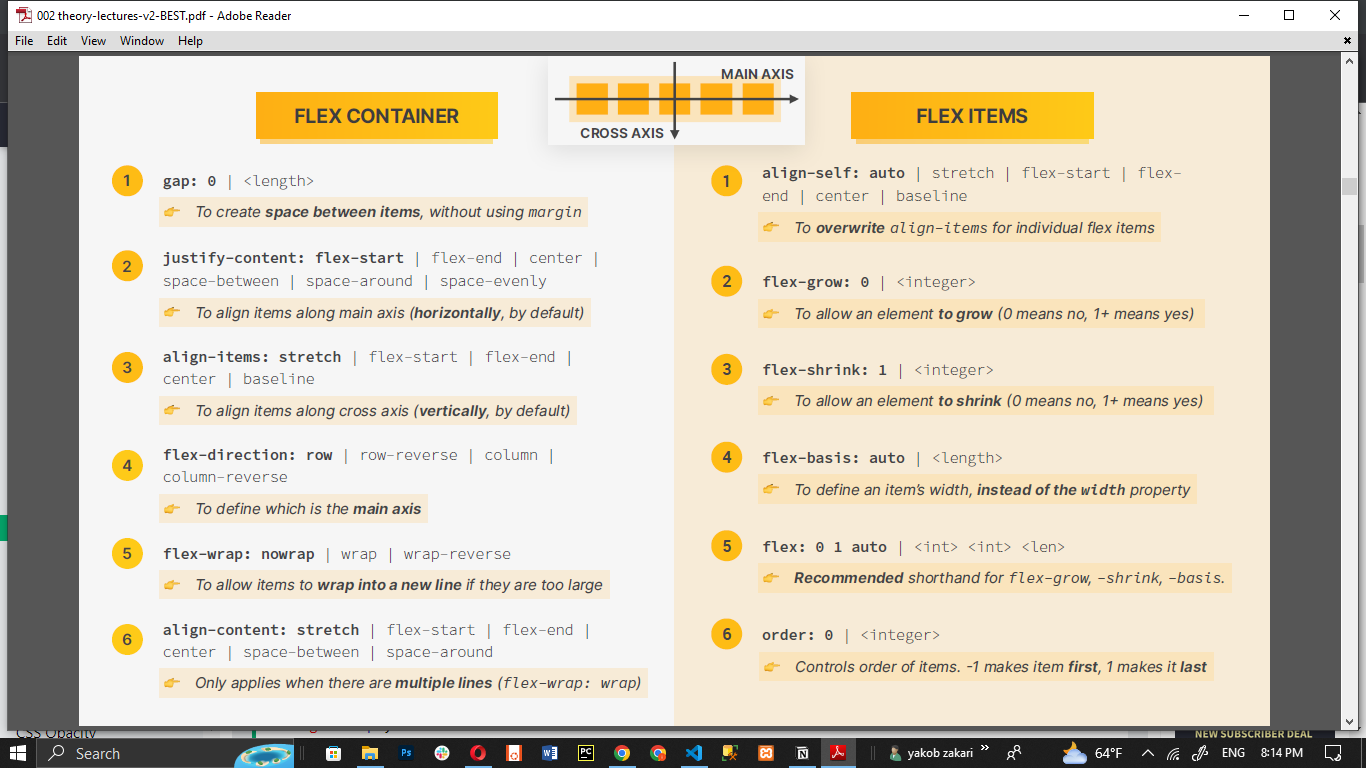 002 theory-lectures-v2-BEST.pdf - Adobe Reader
File Edit View Window Help
MAIN AXIS
CROSS AXIS
FLEX CONTAINER
1
gap: 0 | <length>
To create space between items, without using margin
2
justify-content: flex-start | flex-end | center |
space-between | space-around | space-evenly
To align items along main axis (horizontally, by default)
3
align-items: stretch | flex-start | flex-end |
center | baseline
To align items along cross axis (vertically, by default)
4
flex-direction: row | row-reverse | column |
column-reverse
To define which is the main axis
5
flex-wrap: nowrap | wrap | wrap-reverse
To allow items to wrap into a new line if they are too large
6
align-content: stretch | flex-start | flex-end |
center | space-between | space-around
Only applies when there are multiple lines (flex-wrap: wrap)
FLEX ITEMS
1
align-self: auto | stretch | flex-start | flex-
end | center | baseline
To overwrite align-items for individual flex items
2
flex-grow: 0 | <integer>
To allow an element to grow (0 means no, 1+ means yes)
3
flex-shrink: 1 | <integer>
To allow an element to shrink (0 means no, 1+ means yes)
4
flex-basis: auto | <length>
To define an item's width, instead of the width property
5
flex: 0 1 auto | <int> <int> <len>
Recommended shorthand for flex-grow, -shrink, -basis.
6
order: 0 | <integer>
Controls order of items. -1 makes item first, 1 makes it last
CSS Opacity
NEW SUBSCRIBER DEAL
Search
Ps
W
PC
N
yakob zakari
64°F
ENG
8:14 PM